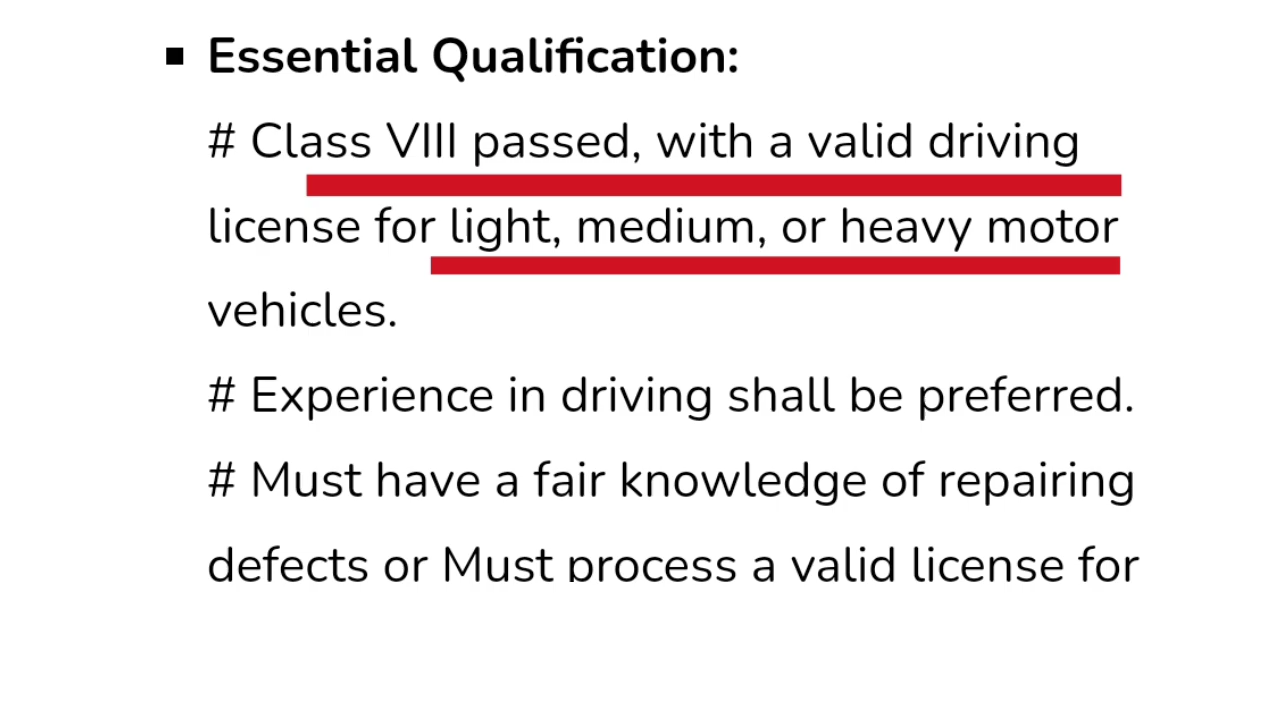 ■ Essential Qualification:
# Class VIII passed, with a valid driving
license for light, medium, or heavy motor
vehicles.
# Experience in driving shall be preferred.
# Must have a fair knowledge of repairing
defects or Must process a valid license for